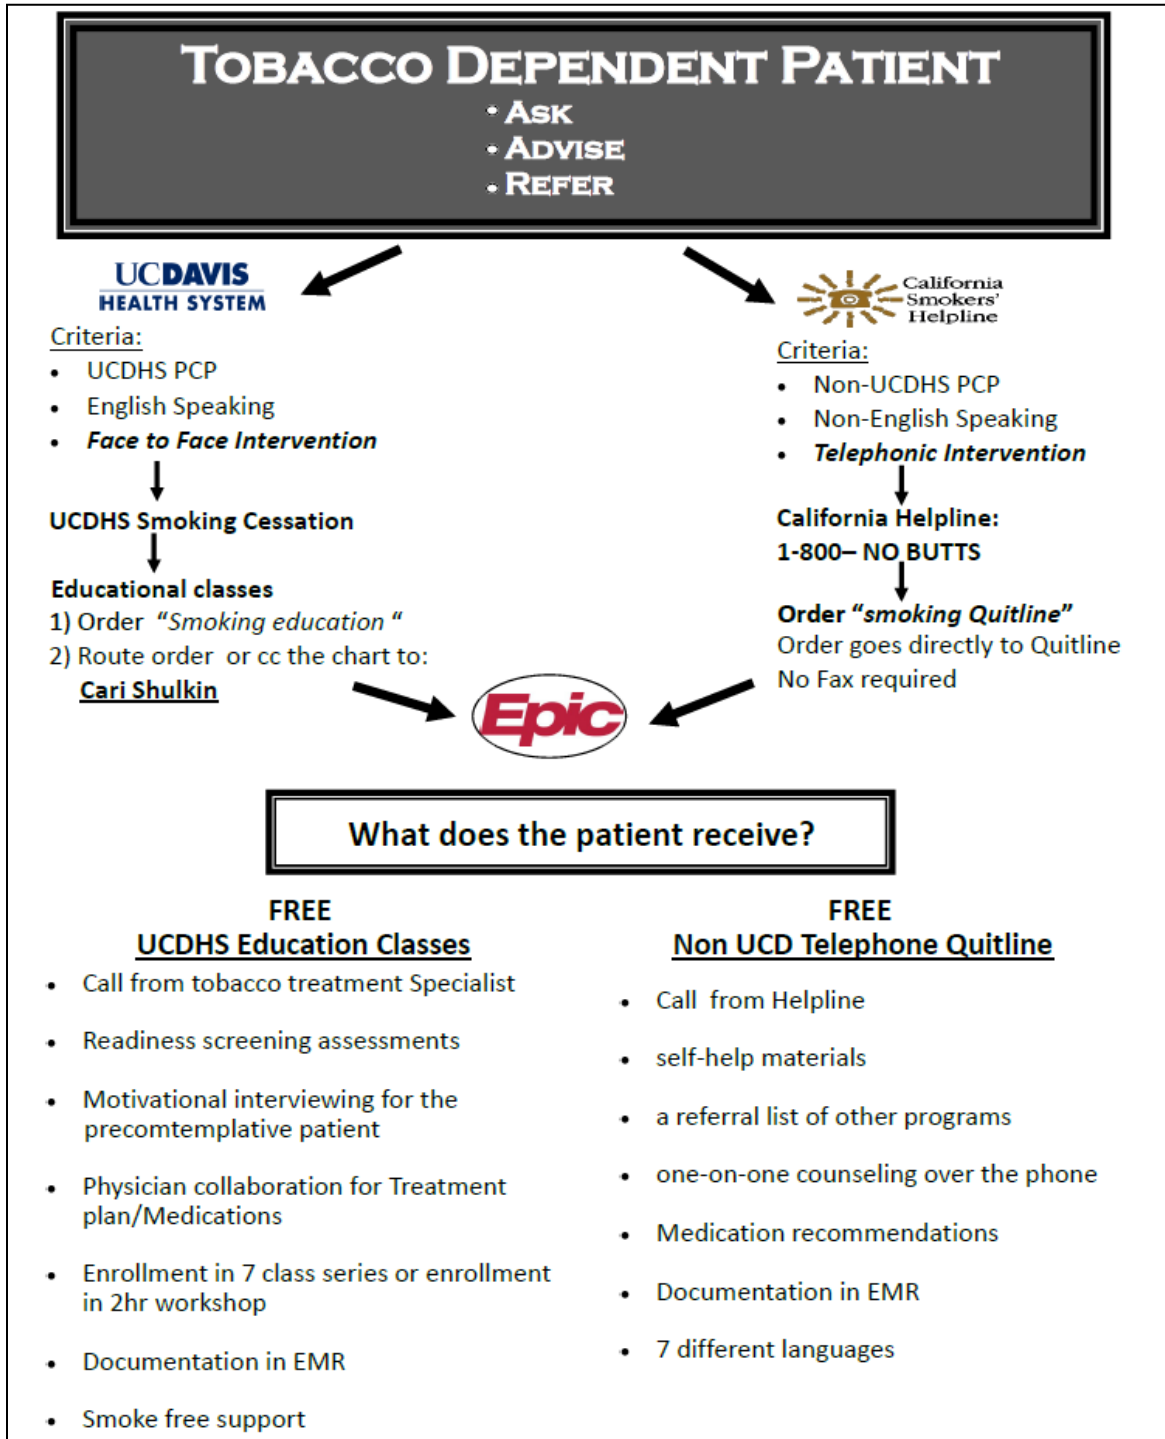 TOBACCO DEPENDENT PATIENT
• ASK
• ADVISE
• REFER
UCDAVIS
HEALTH SYSTEM
Criteria:
• UCDHS PCP
• English Speaking
• Face to Face Intervention
UCDHS Smoking Cessation
Educational classes
1) Order “Smoking education “
2) Route order or cc the chart to:
Cari Shulkin
California
Smokers’
Helpline
Criteria:
• Non-UCDHS PCP
• Non-English Speaking
• Telephonic Intervention
California Helpline:
1-800– NO BUTTS
Order “smoking Quitline”
Order goes directly to Quitline
No Fax required
Epic
What does the patient receive?
FREE
UCDHS Education Classes
• Call from tobacco treatment Specialist
• Readiness screening assessments
• Motivational interviewing for the
precomtemplative patient
• Physician collaboration for Treatment
plan/Medications
• Enrollment in 7 class series or enrollment
in 2hr workshop
• Documentation in EMR
• Smoke free support
FREE
Non UCD Telephone Quitline
• Call from Helpline
• self-help materials
• a referral list of other programs
• one-on-one counseling over the phone
• Medication recommendations
• Documentation in EMR
• 7 different languages